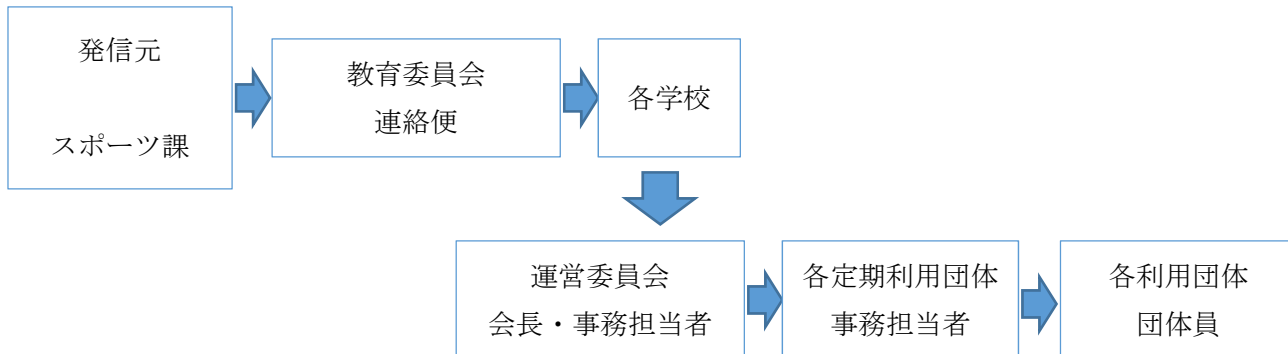 発信元
スポーツ課
教育委員会
連絡便
各学校
運営委員会
会長・事務担当者
各定期利用団体
事務担当者
各利用団体
団体員